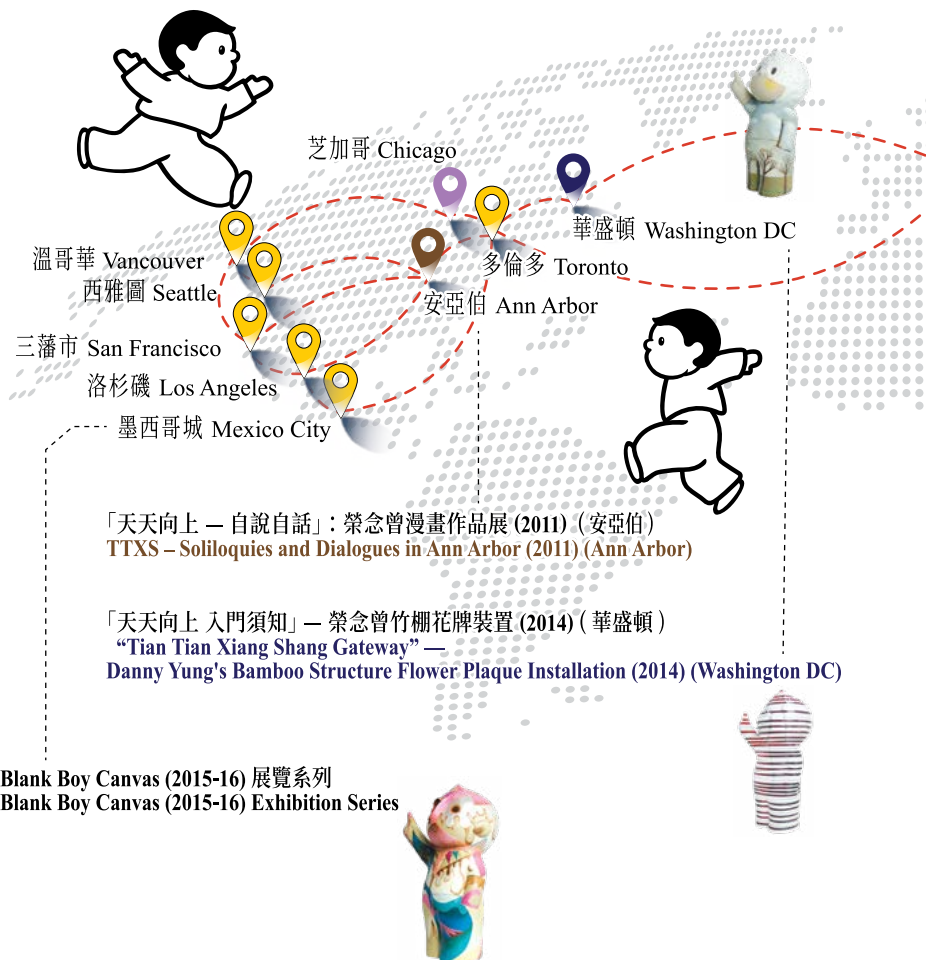 芝加哥 Chicago
華盛頓 Washington DC
溫哥華 Vancouver
多倫多 Toronto
西雅圖 Seattle
安亞伯 Ann Arbor
三藩市 San Francisco
洛杉磯 Los Angeles
墨西哥城 Mexico City
「天天向上 — 自說自話」：榮念曾漫畫作品展 (2011)（安亞伯）
TTXS – Soliloquies and Dialogues in Ann Arbor (2011) (Ann Arbor)
「天天向上 入門須知」— 榮念曾竹棚花牌裝置 (2014)（華盛頓）
“Tian Tian Xiang Shang Gateway” —
Danny Yung's Bamboo Structure Flower Plaque Installation (2014) (Washington DC)
Blank Boy Canvas (2015-16) 展覽系列
Blank Boy Canvas (2015-16) Exhibition Series